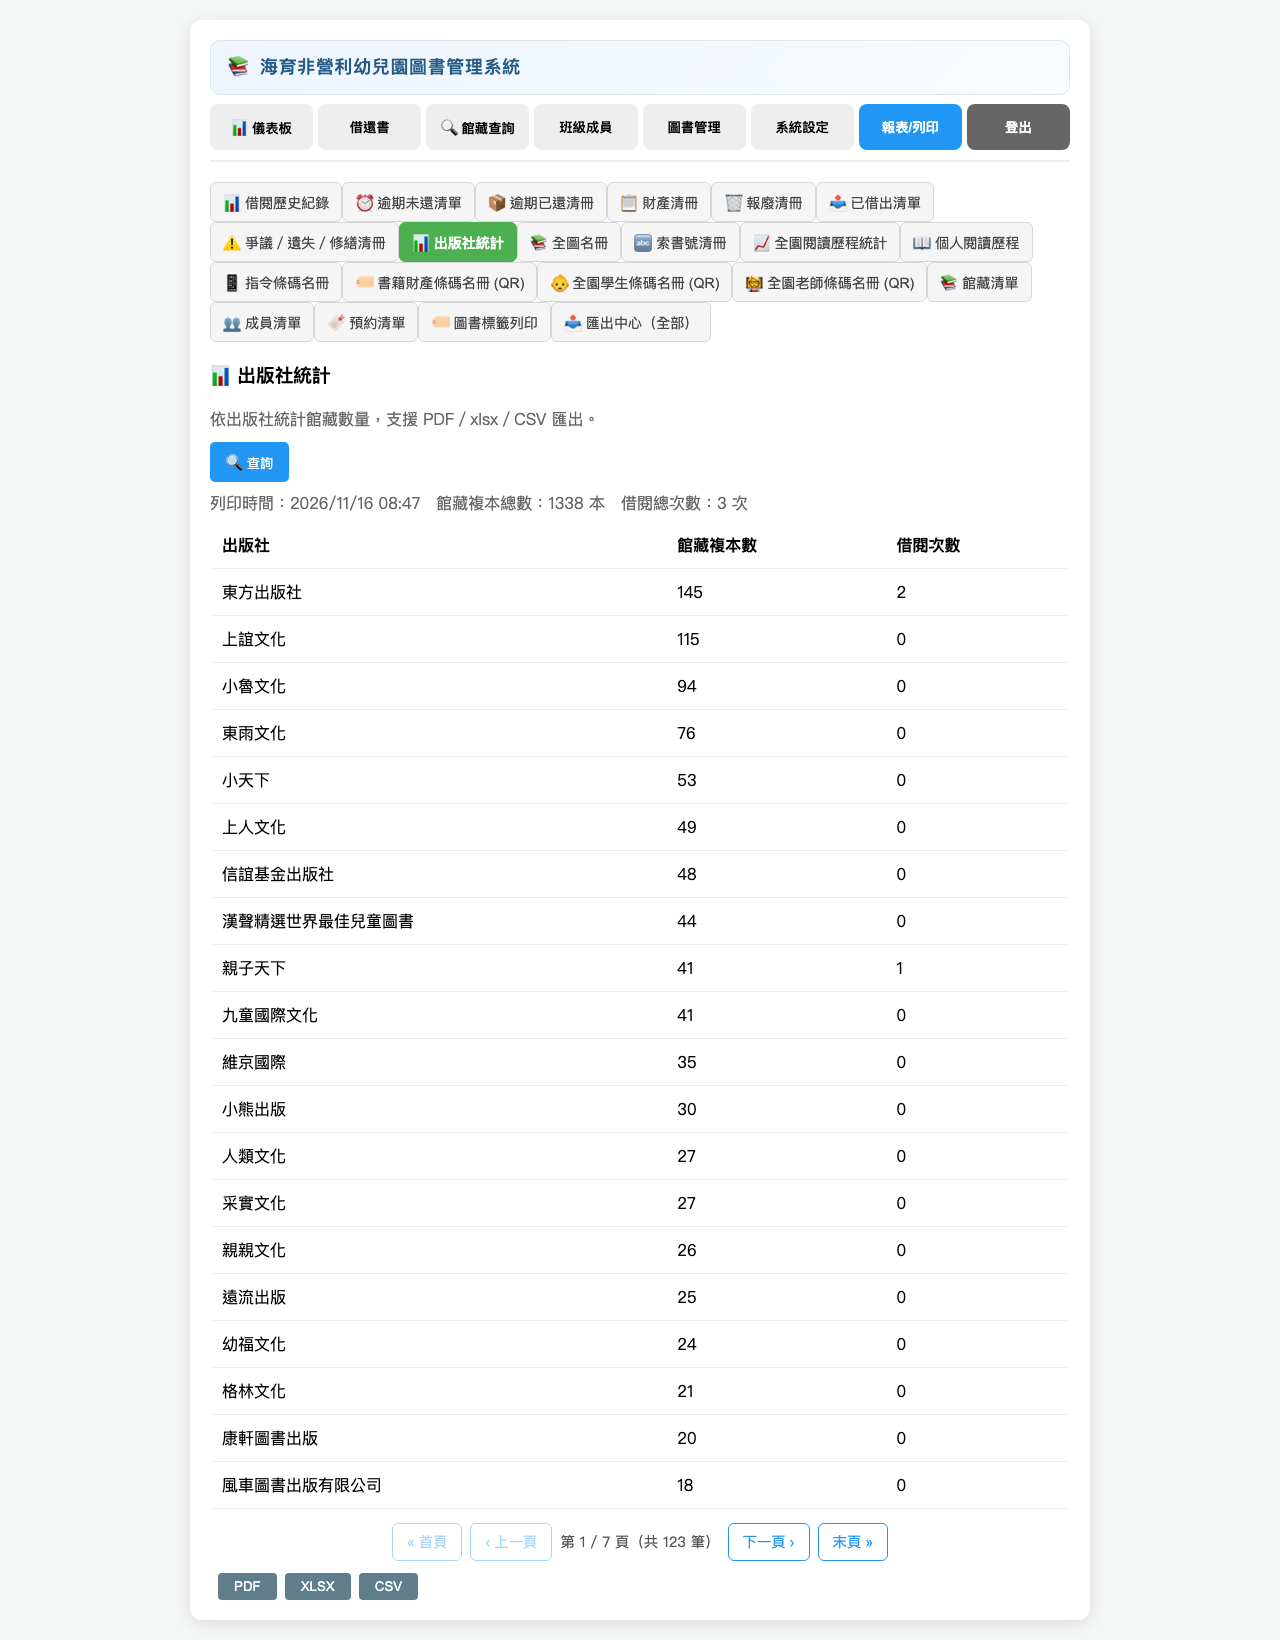 海育非營利幼兒園圖書管理系統
儀表板 借還書 館藏查詢 班級成員 圖書管理 系統設定 報表/列印 登出
借閱歷史紀錄 逾期未還清單 逾期已還清冊 財產清冊 報廢清冊 已借出清單
爭議 / 遺失 / 修繕清冊 出版社統計 全圖名冊 索書號清冊 全園閱讀歷程統計 個人閱讀歷程
指令條碼名冊 書籍財產條碼名冊 (QR) 全園學生條碼名冊 (QR) 全園老師條碼名冊 (QR) 館藏清單
成員清單 預約清單 圖書標籤列印 匯出中心（全部）
出版社統計
依出版社統計館藏數量，支援 PDF / xlsx / CSV 匯出。
查詢
列印時間：2026/11/16 08:47 館藏複本總數：1338 本 借閱總次數：3 次
出版社 館藏複本數 借閱次數
東方出版社 145 2
上誼文化 115 0
小魯文化 94 0
東雨文化 76 0
小天下 53 0
上人文化 49 0
信誼基金出版社 48 0
漢聲精選世界最佳兒童圖書 44 0
親子天下 41 1
九童國際文化 41 0
維京國際 35 0
小熊出版 30 0
人類文化 27 0
采實文化 27 0
親親文化 26 0
遠流出版 25 0
幼福文化 24 0
格林文化 21 0
康軒圖書出版 20 0
風車圖書出版有限公司 18 0
« 首頁 ‹ 上一頁 第 1 / 7 頁（共 123 筆） 下一頁 › 末頁 »
PDF XLSX CSV